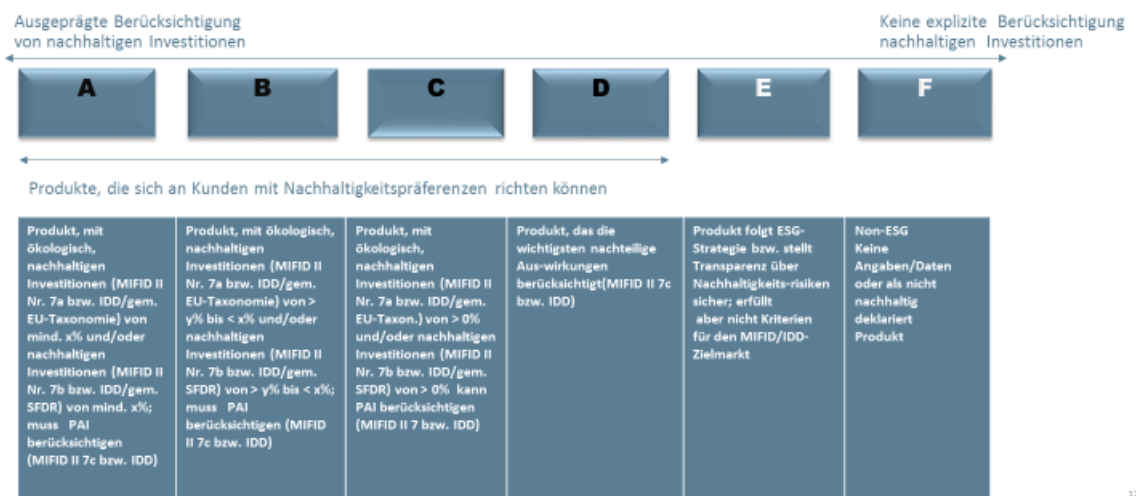 Ausgeprägte Berücksichtigung
von nachhaltigen Investitionen
Keine explizite Berücksichtigung
nachhaltigen Investitionen
A
B
C
D
E
F
Produkte, die sich an Kunden mit Nachhaltigkeitspräferenzen richten können
Produkt, mit
ökologisch,
nachhaltigen
Investitionen (MIFID II
Nr. 7a bzw. IDD/gem.
EU-Taxonomie) von
mind. x% und/oder
nachhaltigen
Investitionen (MIFID II
Nr. 7b bzw. IDD/gem.
SFDR) von mind. x%;
muss PAI
berücksichtigen
(MIFID II 7c bzw. IDD)
Produkt, mit ökologisch,
nachhaltigen
Investitionen (MIFID II
Nr. 7a bzw. IDD/gem.
EU-Taxonomie) von >
y% bis < x% und/oder
nachhaltigen
Investitionen (MIFID II
Nr. 7b bzw. IDD/gem.
SFDR) von > y% bis < x%;
muss PAI
berücksichtigen (MIFID
II 7c bzw. IDD)
Produkt, mit
ökologisch,
nachhaltigen
Investitionen (MIFID II
Nr. 7a bzw. IDD/gem.
EU-Taxon.) von > 0%
und/oder nachhaltigen
Investitionen (MIFID II
Nr. 7b bzw. IDD/gem.
SFDR) von > 0% kann
PAI berücksichtigen
(MIFID II 7 bzw. IDD)
Produkt, das die
wichtigsten nachteilige
Aus-wirkungen
berücksichtigt(MIFID II 7c
bzw. IDD)
Produkt folgt ESG-
Strategie bzw. stellt
Transparenz über
Nachhaltigkeits-risiken
sicher; erfüllt
aber nicht Kriterien
für den MIFID/IDD-
Zielmarkt
Non-ESG
Keine
Angaben/Daten
oder als nicht
nachhaltig
deklariert
Produkt